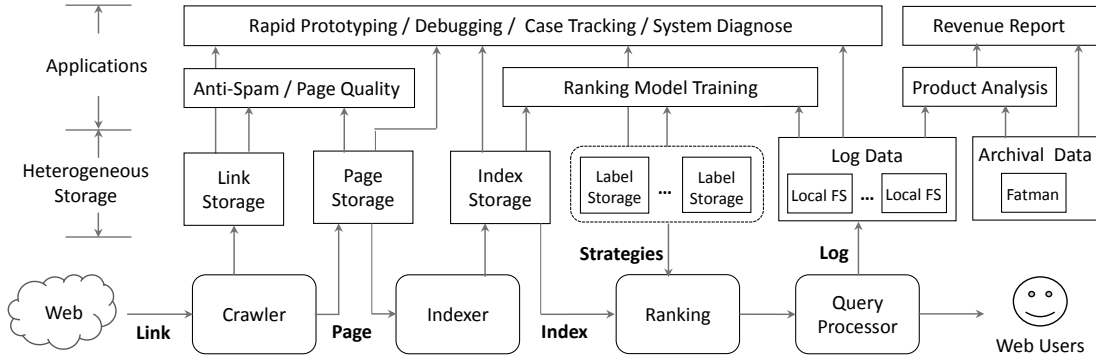 Rapid Prototyping / Debugging / Case Tracking / System Diagnose
Revenue Report
Applications
Anti-Spam / Page Quality
Ranking Model Training
Product Analysis
Heterogeneous
Storage
Link
Storage
Page
Storage
Index
Storage
Label
Storage
...
Label
Storage
Log Data
Local FS
...
Local FS
Archival Data
Fatman
Strategies
Log
Web
Link
Crawler
Page
Indexer
Index
Ranking
Query
Processor
Web Users